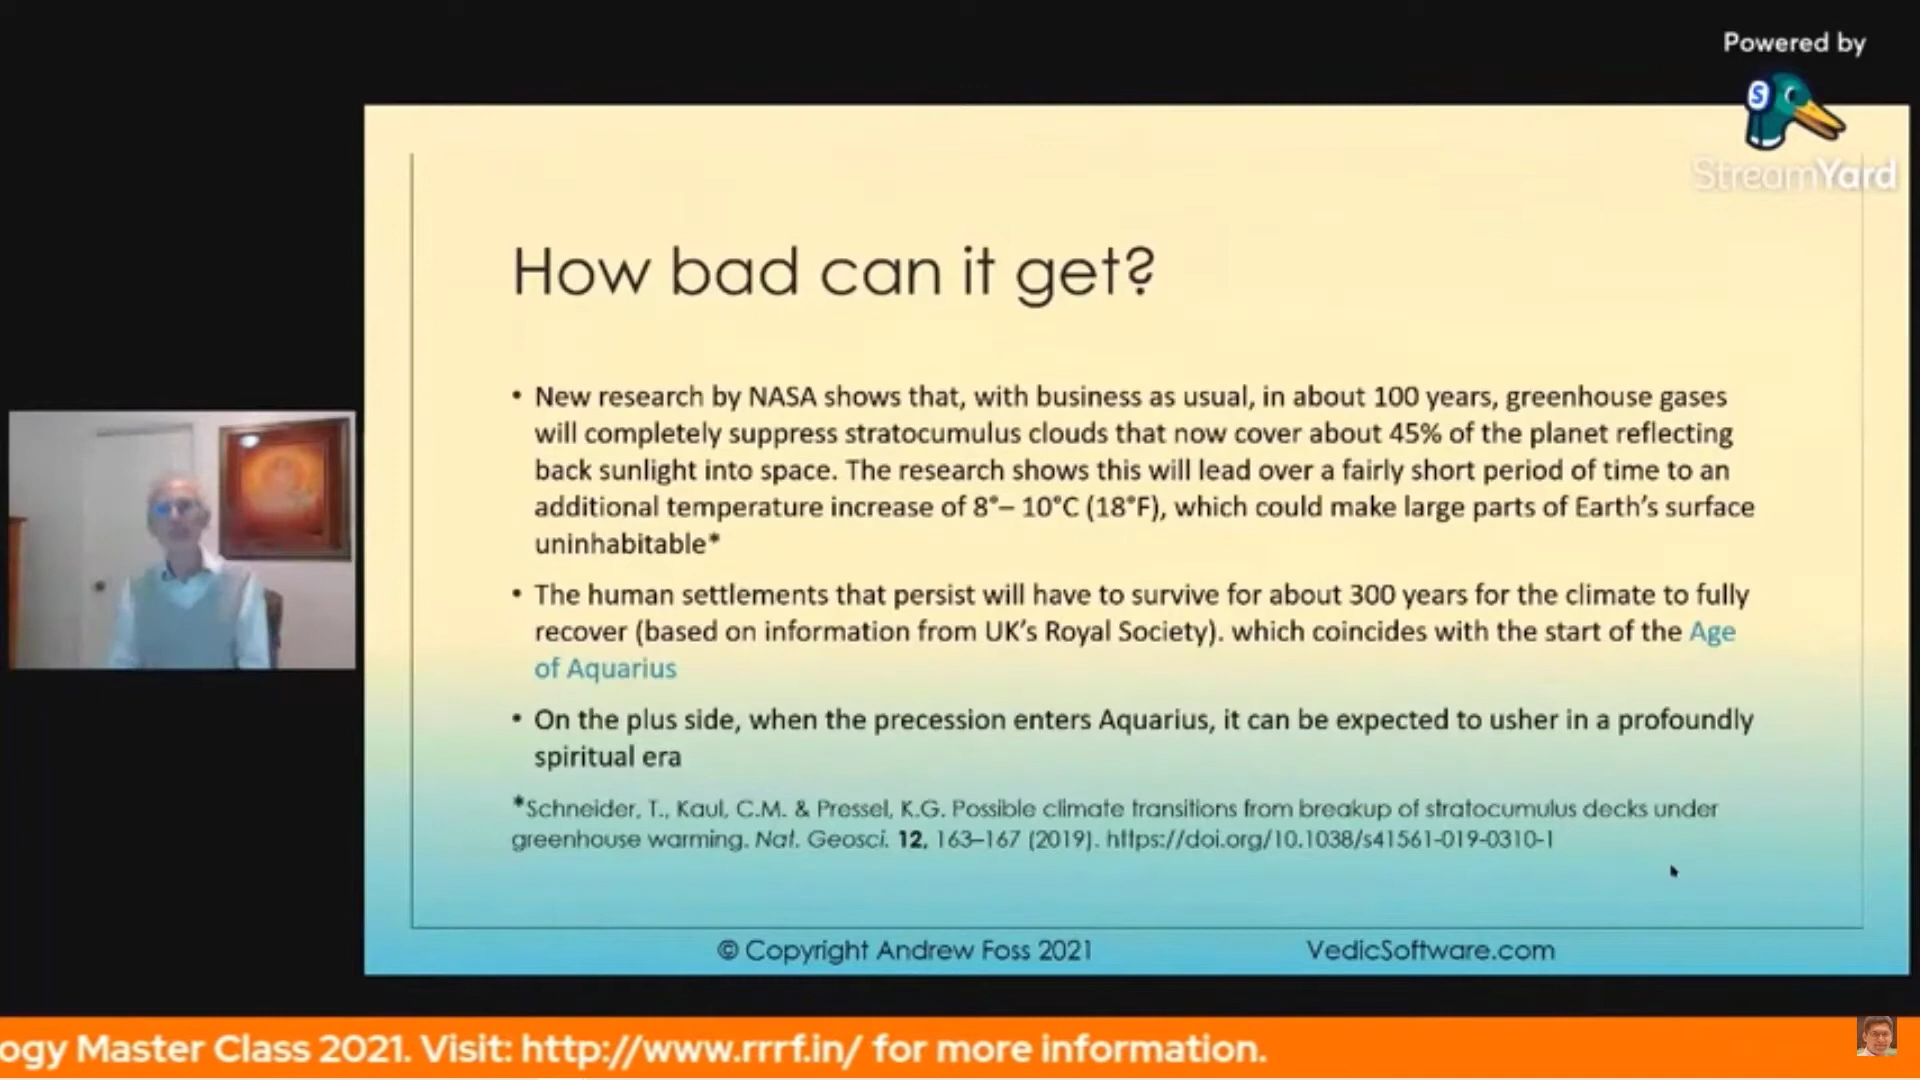 Powered by
S
StreamYard
How bad can it get?
• New research by NASA shows that, with business as usual, in about 100 years, greenhouse gases
will completely suppress stratocumulus clouds that now cover about 45% of the planet reflecting
back sunlight into space. The research shows this will lead over a fairly short period of time to an
additional temperature increase of 8°– 10°C (18°F), which could make large parts of Earth's surface
uninhabitable*
• The human settlements that persist will have to survive for about 300 years for the climate to fully
recover (based on information from UK's Royal Society). which coincides with the start of the Age
of Aquarius
• On the plus side, when the precession enters Aquarius, it can be expected to usher in a profoundly
spiritual era
*Schneider, T., Kaul, C.M. & Pressel, K.G. Possible climate transitions from breakup of stratocumulus decks under
greenhouse warming. Nat. Geosci. 12, 163–167 (2019). https://doi.org/10.1038/s41561-019-0310-1
© Copyright Andrew Foss 2021
VedicSoftware.com
ogy Master Class 2021. Visit: http://www.rrrf.in/ for more information.